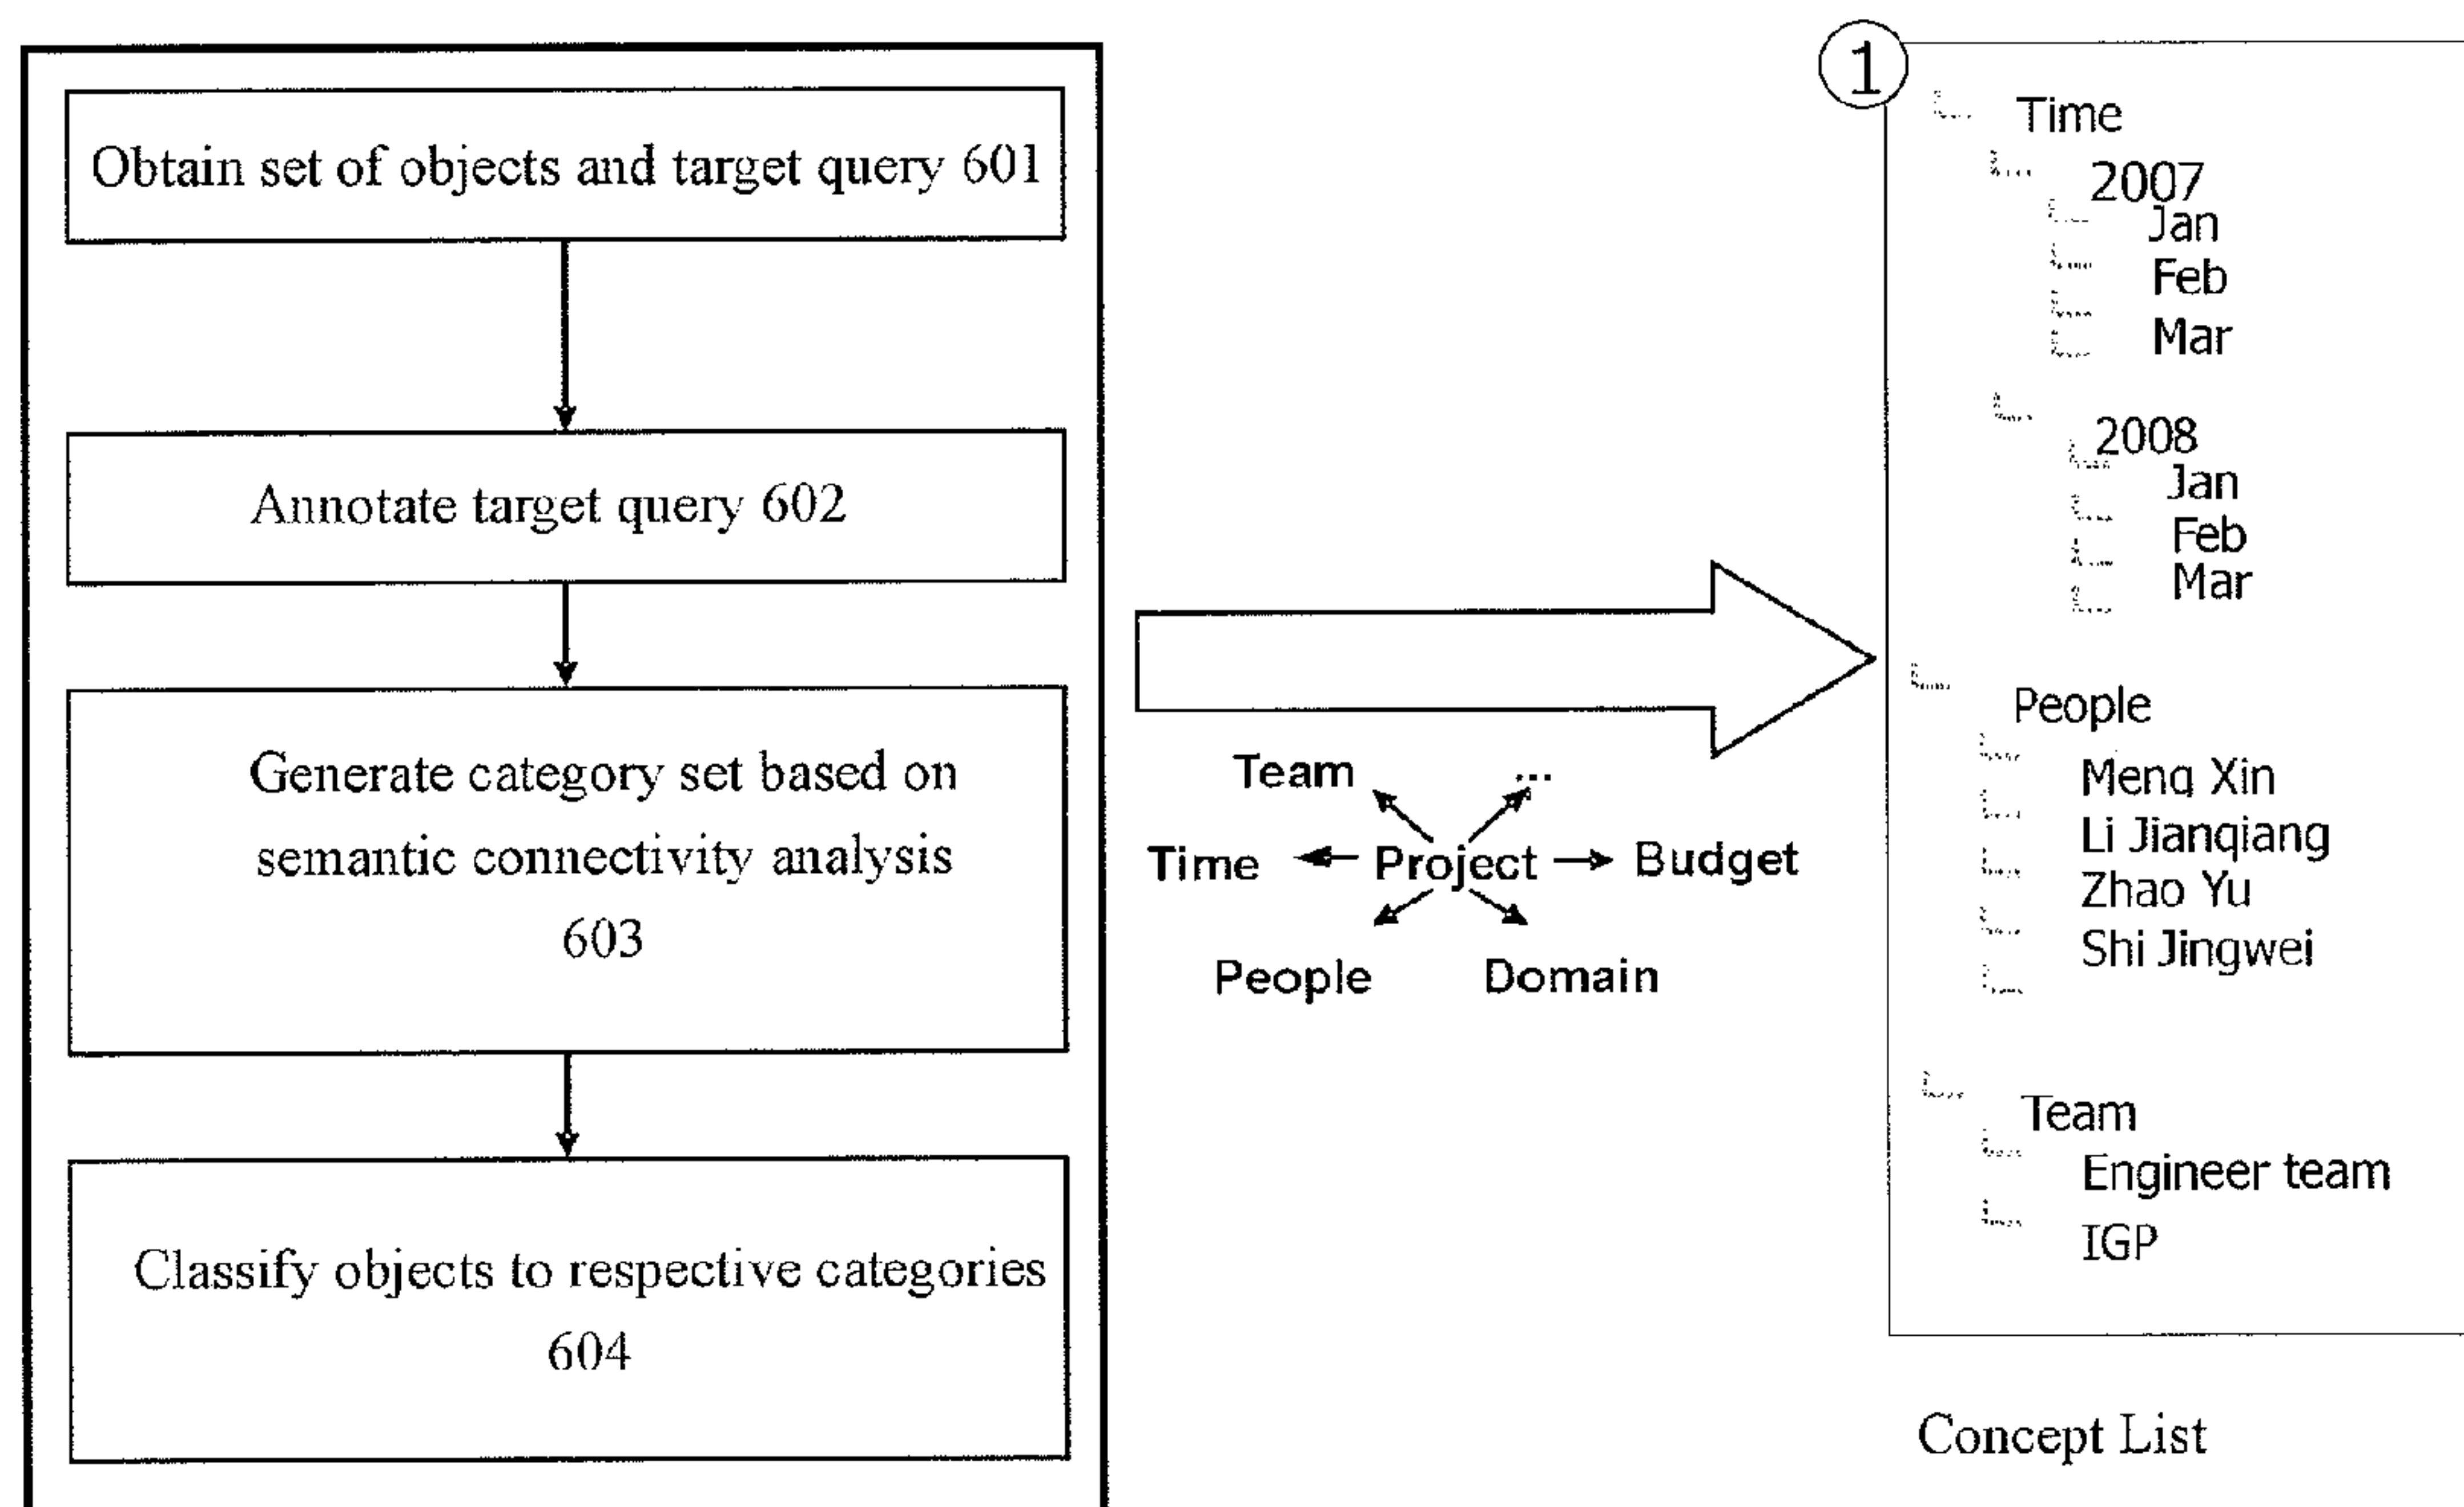 Obtain set of objects and target query 601
Annotate target query 602
Generate category set based on
semantic connectivity analysis
603
Classify objects to respective categories
604
Team
...
Time
Project
Budget
People
Domain
1
Time
2007
Jan
Feb
Mar
2008
Jan
Feb
Mar
People
Meng Xin
Li Jianqiang
Zhao Yu
Shi Jingwei
Team
Engineer team
IGP
Concept List